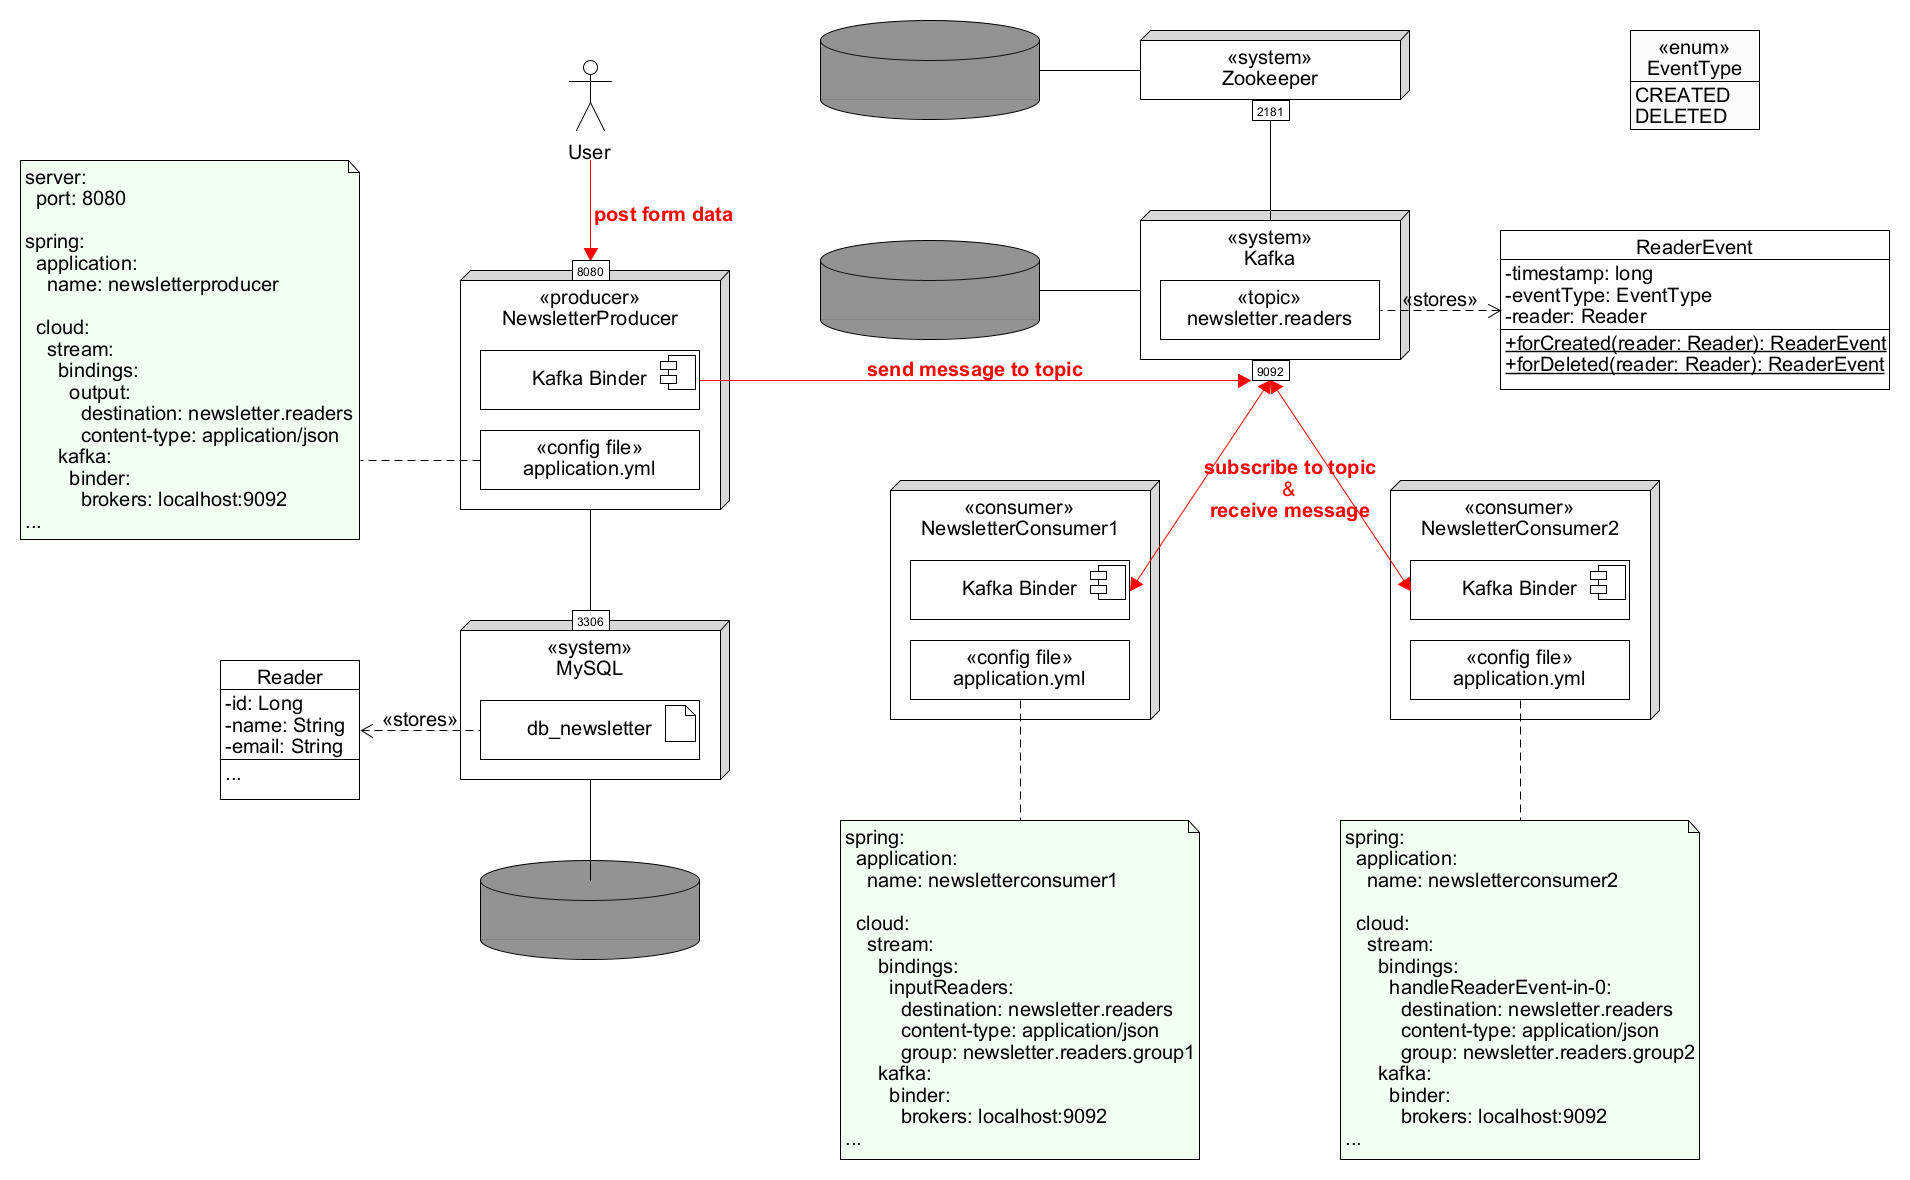 «system»
Zookeeper
2181
«enum»
EventType
CREATED
DELETED
User
post form data
server:
port: 8080
spring:
application:
name: newsletterproducer
cloud:
stream:
bindings:
output:
destination: newsletter.readers
content-type: application/json
kafka:
binder:
brokers: localhost:9092
...
8080
«producer»
NewsletterProducer
Kafka Binder
«config file»
application.yml
send message to topic
«system»
Kafka
«topic»
newsletter.readers
9092
«stores»
ReaderEvent
-timestamp: long
-eventType: EventType
-reader: Reader
+forCreated(reader: Reader): ReaderEvent
+forDeleted(reader: Reader): ReaderEvent
subscribe to topic
&
receive message
«consumer»
NewsletterConsumer1
Kafka Binder
«config file»
application.yml
«consumer»
NewsletterConsumer2
Kafka Binder
«config file»
application.yml
3306
«system»
MySQL
db_newsletter
«stores»
Reader
-id: Long
-name: String
-email: String
...
spring:
application:
name: newsletterconsumer1
cloud:
stream:
bindings:
inputReaders:
destination: newsletter.readers
content-type: application/json
group: newsletter.readers.group1
kafka:
binder:
brokers: localhost:9092
...
spring:
application:
name: newsletterconsumer2
cloud:
stream:
bindings:
handleReaderEvent-in-0:
destination: newsletter.readers
content-type: application/json
group: newsletter.readers.group2
kafka:
binder:
brokers: localhost:9092
...